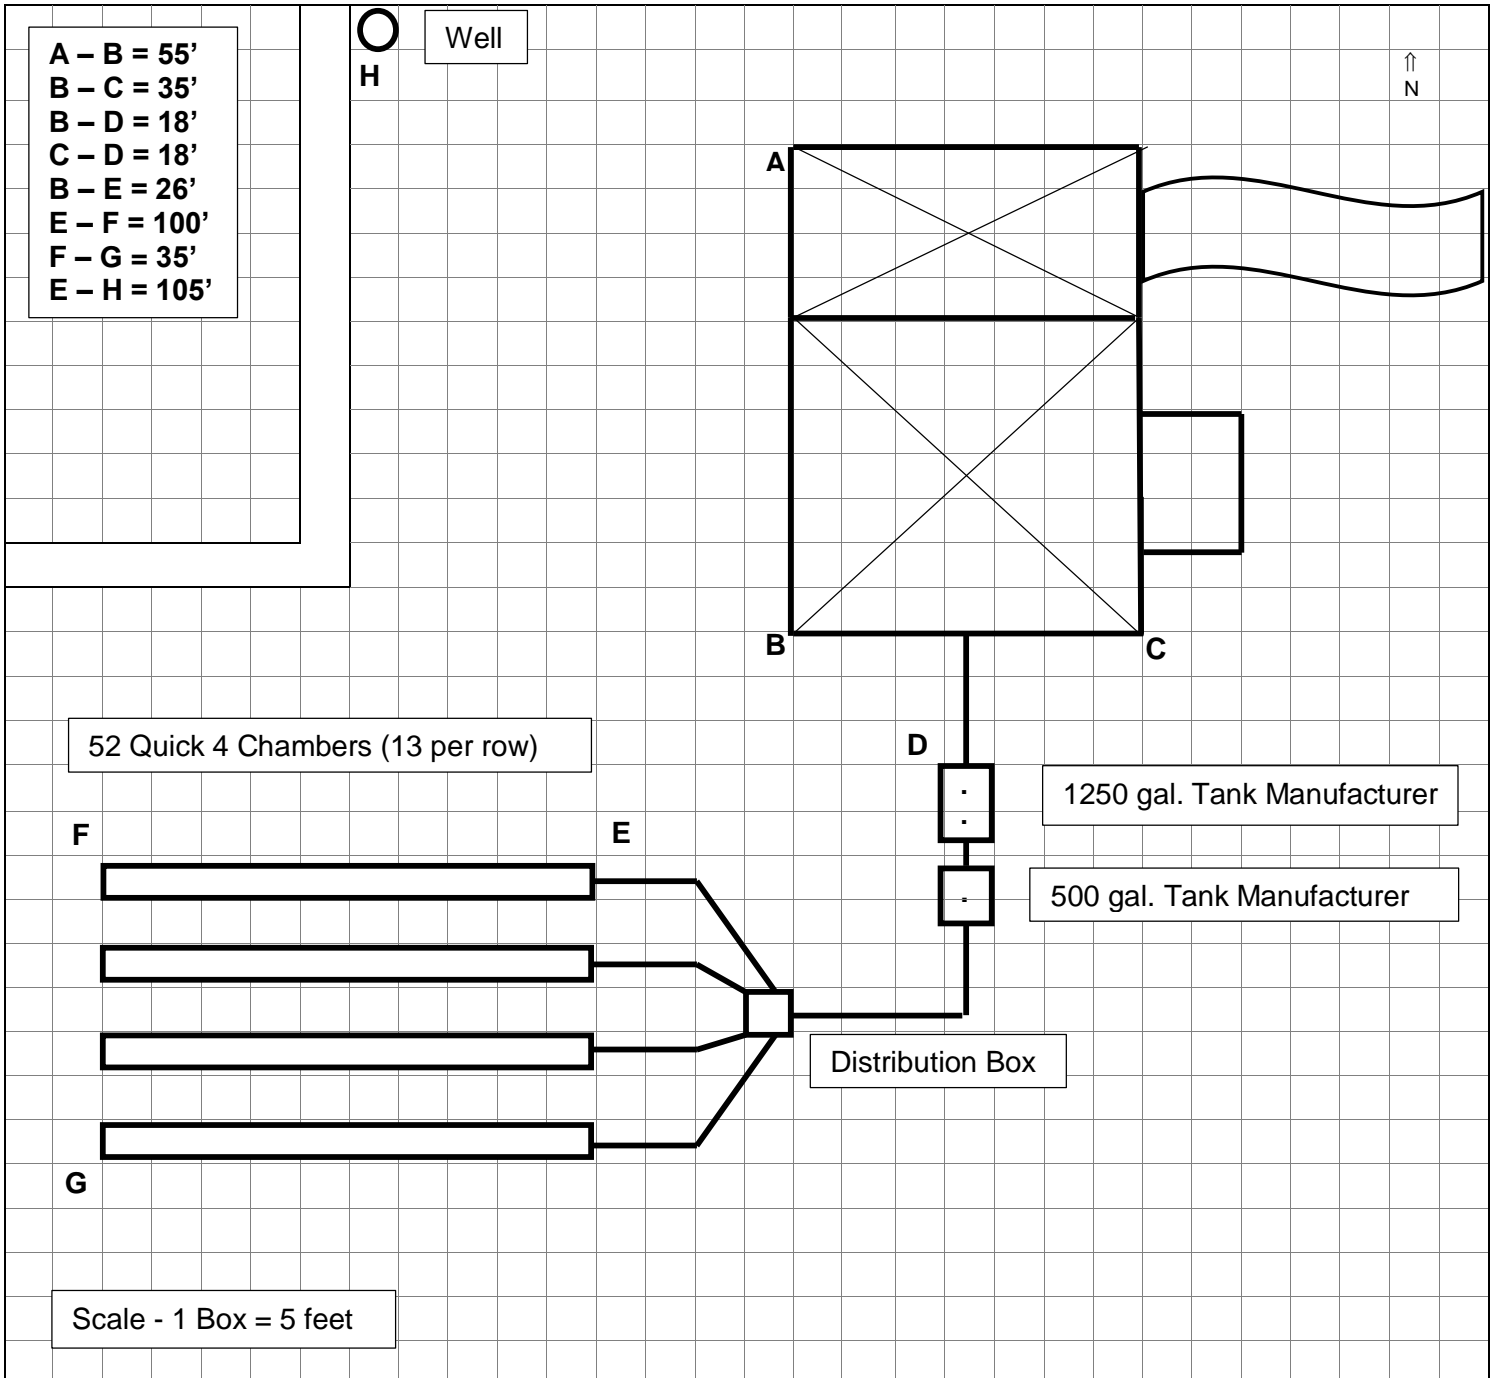 A – B = 55’
B – C = 35’
B – D = 18’
C – D = 18’
B – E = 26’
E – F = 100’
F – G = 35’
E – H = 105’
Well
H
⇑
N
A
B
C
52 Quick 4 Chambers (13 per row)
D
1250 gal. Tank Manufacturer
F
E
500 gal. Tank Manufacturer
Distribution Box
G
Scale - 1 Box = 5 feet